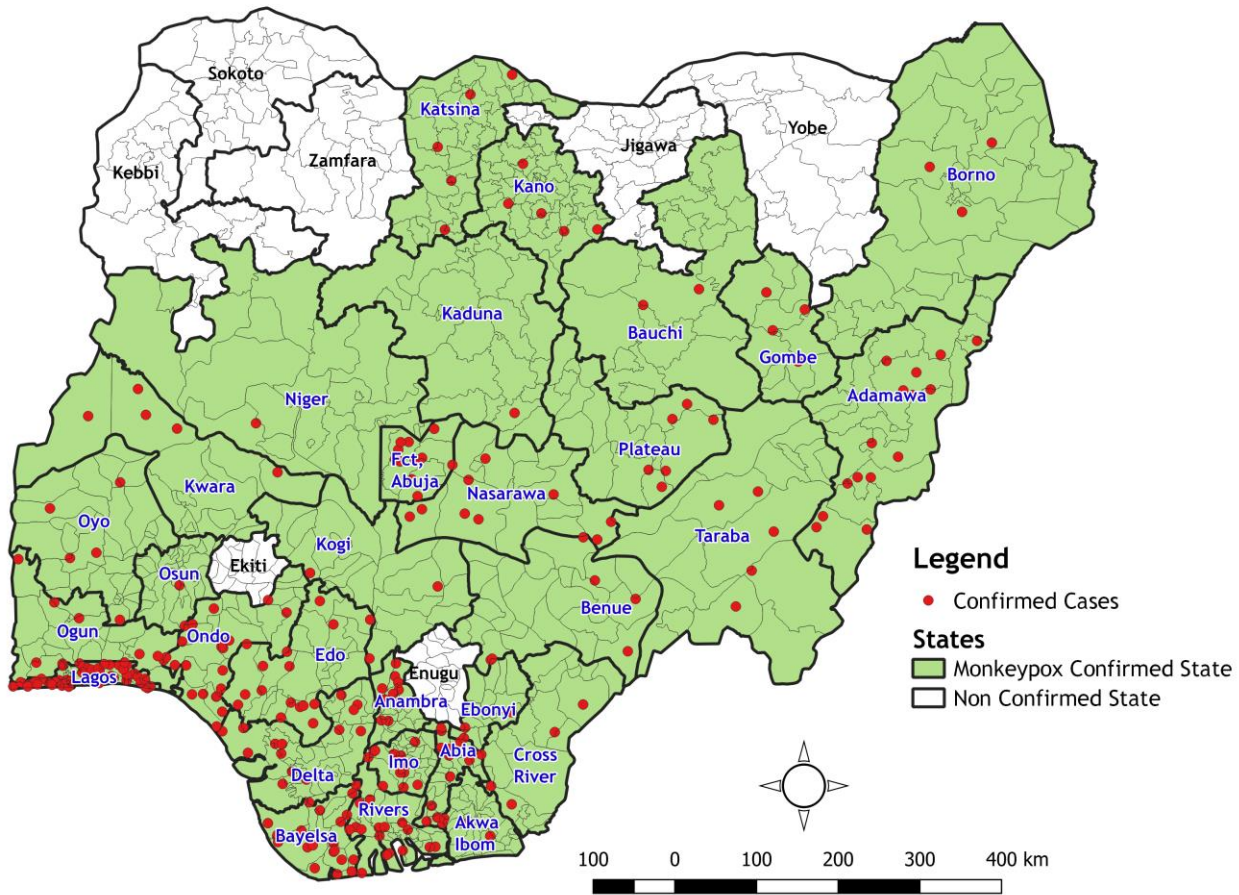 Sokoto
Katsina
Yobe
Jigawa
Zamfara
Kebbi
Borno
Kano
Kaduna
Bauchi
Gombe
Niger
Adamawa
Plateau
Fct,
Abuja
Kwara
Nasarawa
Oyo
Taraba
Kogi
Ekiti
Osun
Benue
Ogun
Ondo
Edo
Enugu
Lagos
Anambra
Ebonyi
Abia
Cross
River
Imo
Delta
Rivers
Bayelsa
Akwa
Ibom
Legend
Confirmed Cases
States
Monkeypox Confirmed State
Non Confirmed State
100 0 100 200 300 400 km